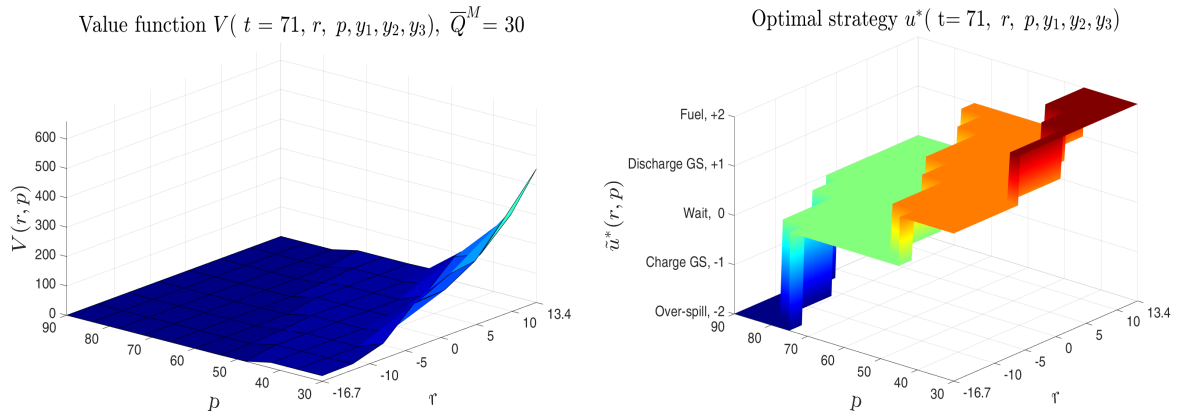 Value function V( t = 71, r, p, y₁, y₂, y₃), Q̅ᴹ = 30
600
500
400
300
200
100
0
V(r, p)
90
80
70
60
50
40
30
p
-16.7
-10
-5
0
5
10
13.4
r
Optimal strategy u*( t= 71, r, p, y₁, y₂, y₃)
Fuel, +2
Discharge GS, +1
Wait, 0
Charge GS, -1
Over-spill, -2
ũ*(r, p)
90
80
70
60
50
40
30
p
-16.7
-10
-5
0
5
10
13.4
r